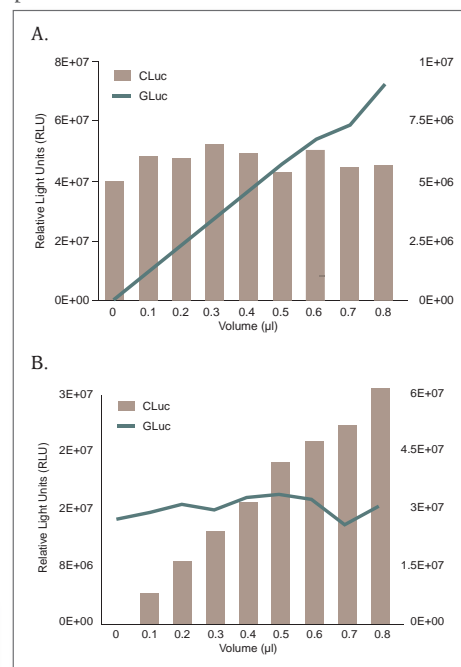 A.
8E+07
6E+07
4E+07
2E+07
0E+00
Relative Light Units (RLU)
CLuc
GLuc
1E+07
7.5E+06
5E+06
2.5E+06
0E+00
0 0.1 0.2 0.3 0.4 0.5 0.6 0.7 0.8
Volume (µl)
B.
3E+07
2E+07
2E+07
8E+06
0E+00
Relative Light Units (RLU)
CLuc
GLuc
6E+07
4.5E+07
3E+07
1.5E+07
0E+00
0 0.1 0.2 0.3 0.4 0.5 0.6 0.7 0.8
Volume (µl)